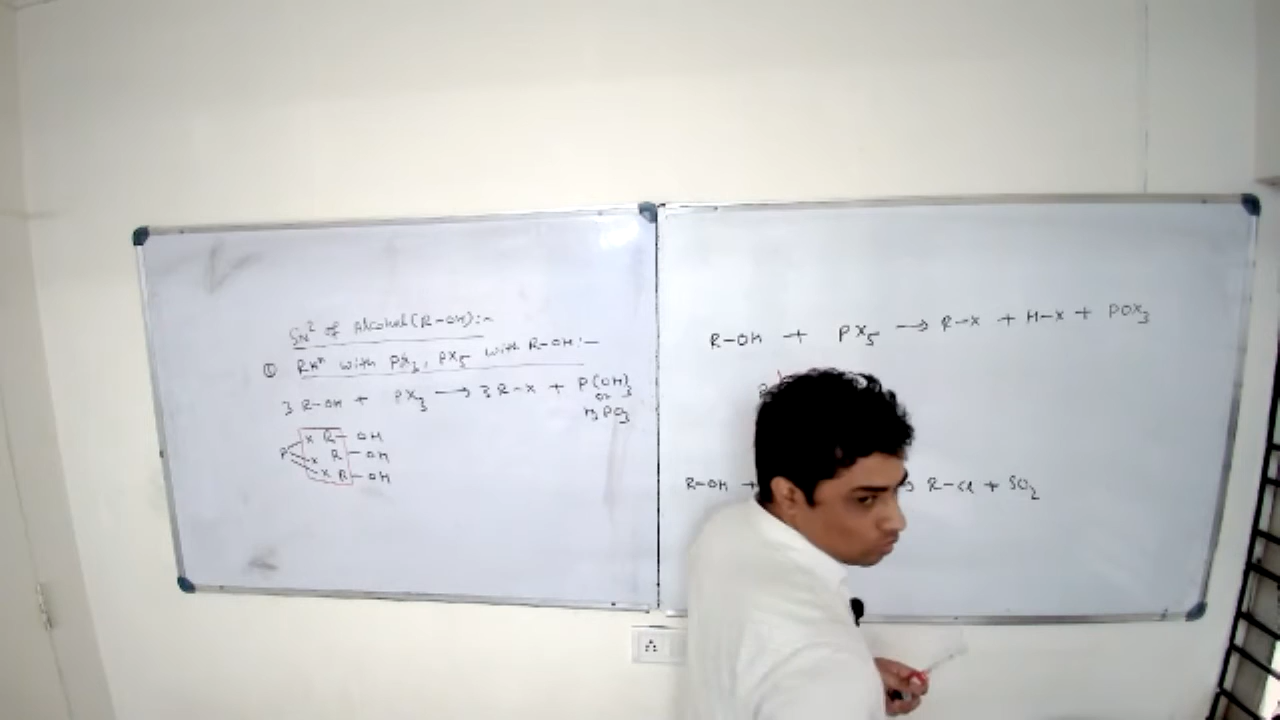 SN² of Alcohol (R-OH):-
① Rxⁿ with PX₃, PX₅ with R-OH:-
3 R-OH + PX₃ → 3 R-X + P(OH)₃
or
H₃PO₃
P X R-OH
X R-OH
X R-OH
R-OH + PX₅ → R-X + H-X + POX₃
R-OH + → R-Cl + SO₂